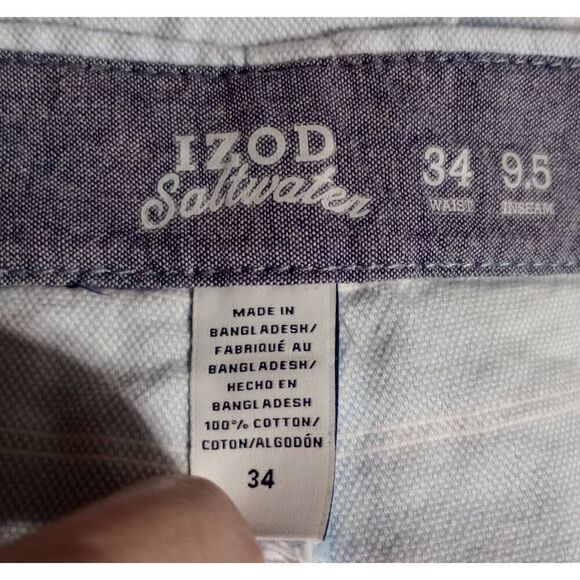 IZOD
Saltwater
34 9.5
WAIST INSEAM
MADE IN
BANGLADESH/
FABRIQUÉ AU
BANGLADESH/
HECHO EN
BANGLADESH
100% COTTON/
COTON/ALGODÓN
34